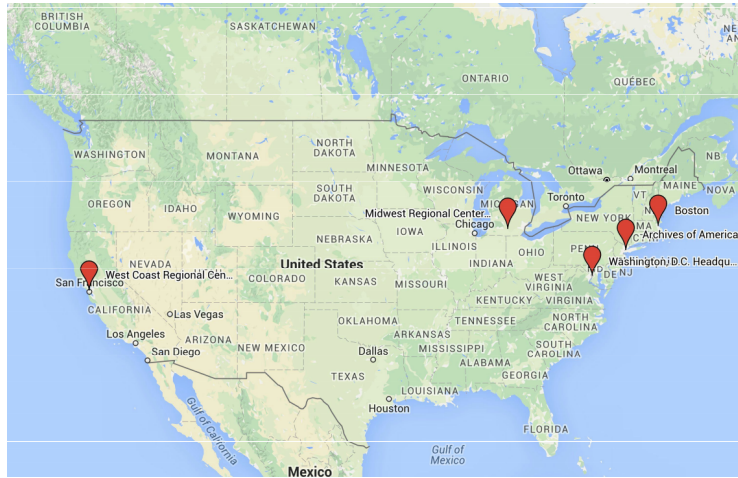 BRITISH
COLUMBIA
SASKATCHEWAN
ONTARIO
QUÉBEC
NB
NOVA
WASHINGTON
MONTANA
NORTH
DAKOTA
MINNESOTA
Ottawa
Montreal
MAINE
OREGON
IDAHO
WYOMING
SOUTH
DAKOTA
WISCONSIN
Toronto
VT
Midwest Regional Center...
Chicago
NEW YORK
Boston
MA
NEBRASKA
IOWA
ILLINOIS
INDIANA
OHIO
Archives of America
NEVADA
United States
Washington, D.C. Headqu...
West Coast Regional Cen...
San Francisco
COLORADO
KANSAS
MISSOURI
WEST
VIRGINIA
DE
NJ
CALIFORNIA
Las Vegas
KENTUCKY
VIRGINIA
Los Angeles
ARIZONA
NEW MEXICO
OKLAHOMA
ARKANSAS
TENNESSEE
NORTH
CAROLINA
San Diego
Dallas
MISSISSIPPI
SOUTH
CAROLINA
ALABAMA
TEXAS
GEORGIA
LOUISIANA
Houston
Gulf of California
FLORIDA
Gulf of
Mexico
Mexico